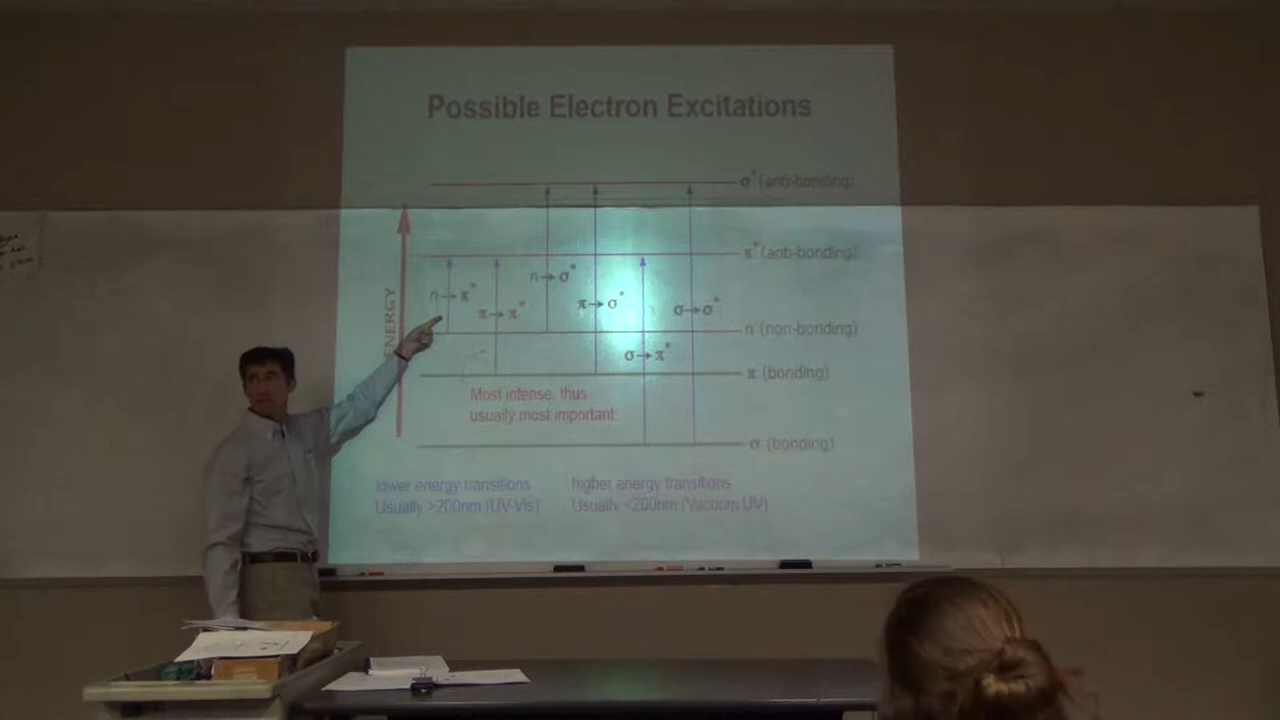 Possible Electron Excitations
σ* (anti-bonding)
π* (anti-bonding)
n→σ*
n→π*
π→σ*
π→π*
σ→σ*
ENERGY
n (non-bonding)
σ→π*
π (bonding)
Most intense, thus
usually most important
σ (bonding)
lower energy transitions
Usually >200nm (UV-Vis)
higher energy transitions
Usually <200nm (Vacuum UV)